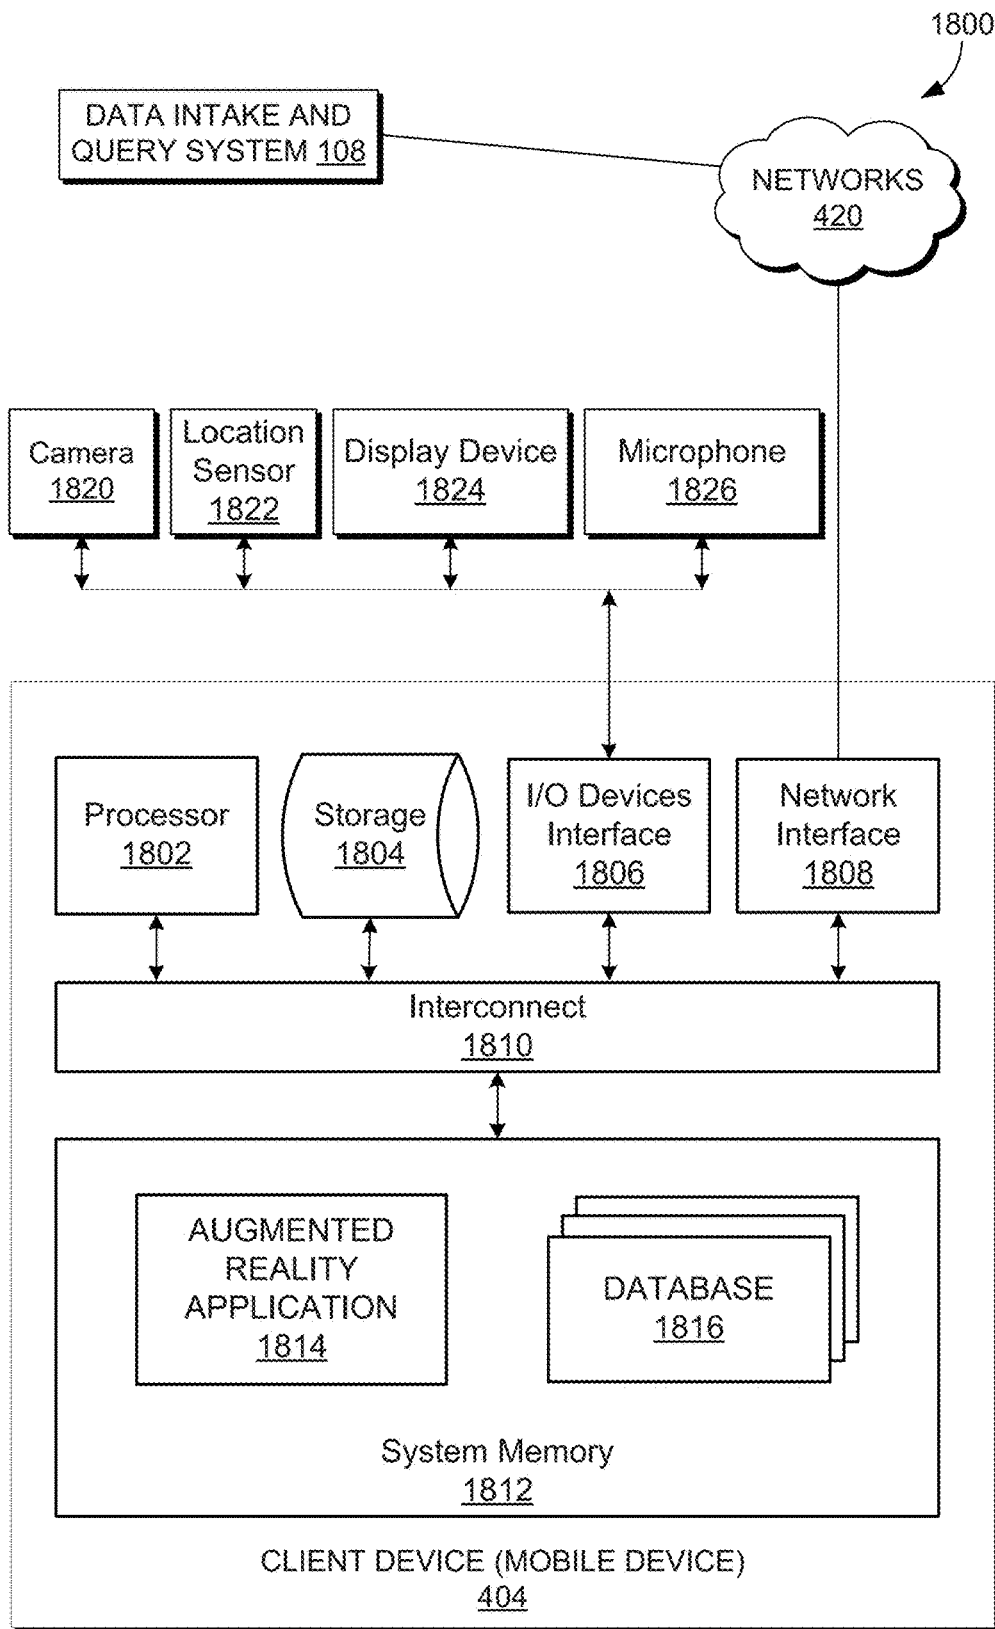 1800
DATA INTAKE AND
QUERY SYSTEM 108
NETWORKS
420
Camera
1820
Location
Sensor
1822
Display Device
1824
Microphone
1826
Processor
1802
Storage
1804
I/O Devices
Interface
1806
Network
Interface
1808
Interconnect
1810
AUGMENTED
REALITY
APPLICATION
1814
DATABASE
1816
System Memory
1812
CLIENT DEVICE (MOBILE DEVICE)
404